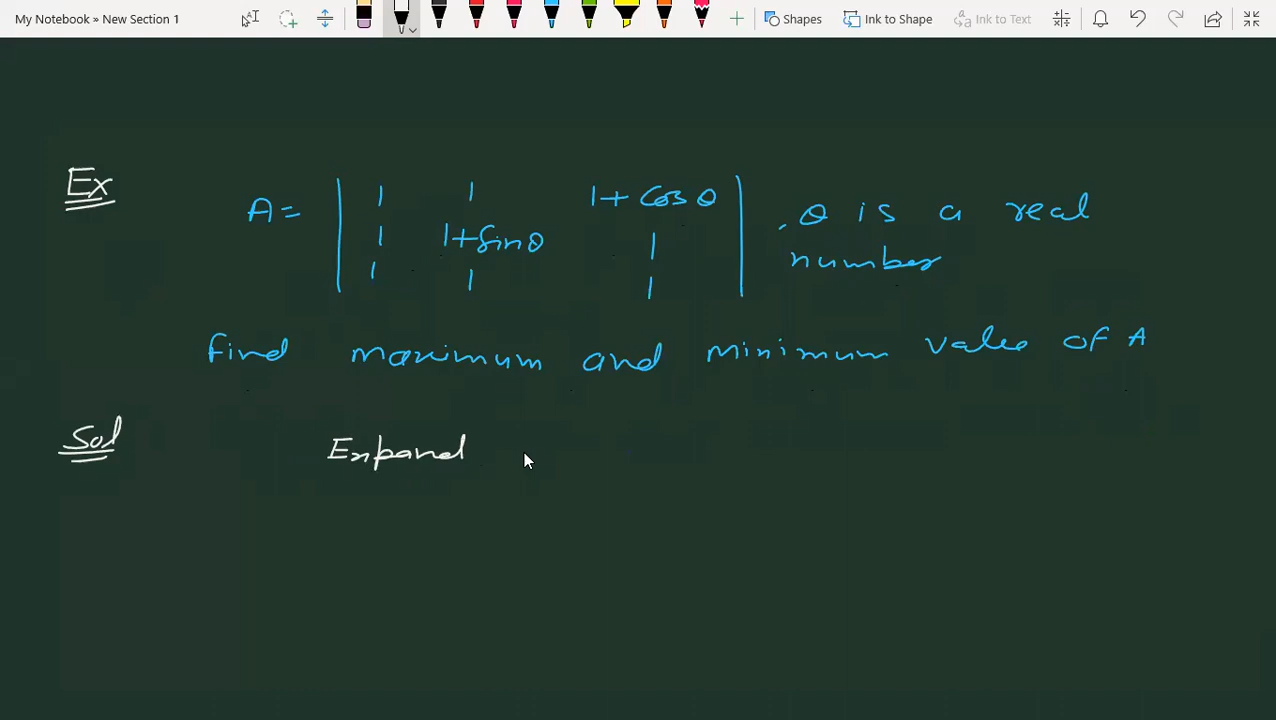 My Notebook » New Section 1
Shapes
Ink to Shape
Ink to Text
Ex
A = | 1 1 1+ Cos θ | , θ is a real
| 1 1+Sinθ 1 | number
| 1 1 1 |
find maximum and minimum value of A
Sol
Expand